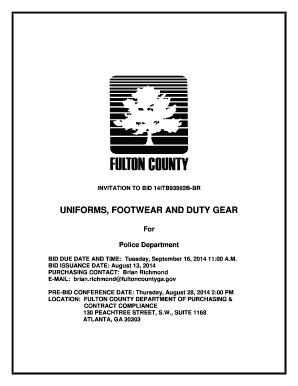 FULTON COUNTY
INVITATION TO BID 14ITB93992B-BR
UNIFORMS, FOOTWEAR AND DUTY GEAR
For
Police Department
BID DUE DATE AND TIME: Tuesday, September 16, 2014 11:00 A.M.
BID ISSUANCE DATE: August 13, 2014
PURCHASING CONTACT: Brian Richmond
E-MAIL: brian.richmond@fultoncountyga.gov
PRE-BID CONFERENCE DATE: Thursday, August 28, 2014 2:00 PM
LOCATION: FULTON COUNTY DEPARTMENT OF PURCHASING &
CONTRACT COMPLIANCE
130 PEACHTREE STREET, S.W., SUITE 1168
ATLANTA, GA 30303